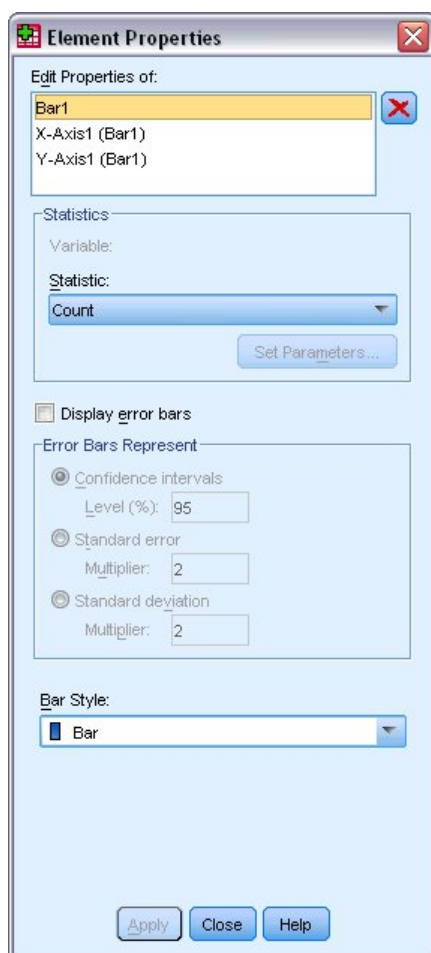 Element Properties
Edit Properties of:
Bar1
X-Axis1 (Bar1)
Y-Axis1 (Bar1)
Statistics
Variable:
Statistic:
Count
Set Parameters...
Display error bars
Error Bars Represent
Confidence intervals
Level (%): 95
Standard error
Multiplier: 2
Standard deviation
Multiplier: 2
Bar Style:
Bar
Apply Close Help